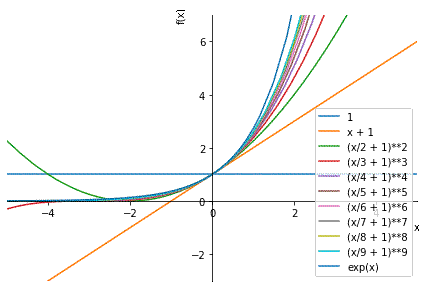 f(x)
6
4
2
−2
−4
−2
0
2
4
x
1
x + 1
(x/2 + 1)**2
(x/3 + 1)**3
(x/4 + 1)**4
(x/5 + 1)**5
(x/6 + 1)**6
(x/7 + 1)**7
(x/8 + 1)**8
(x/9 + 1)**9
exp(x)